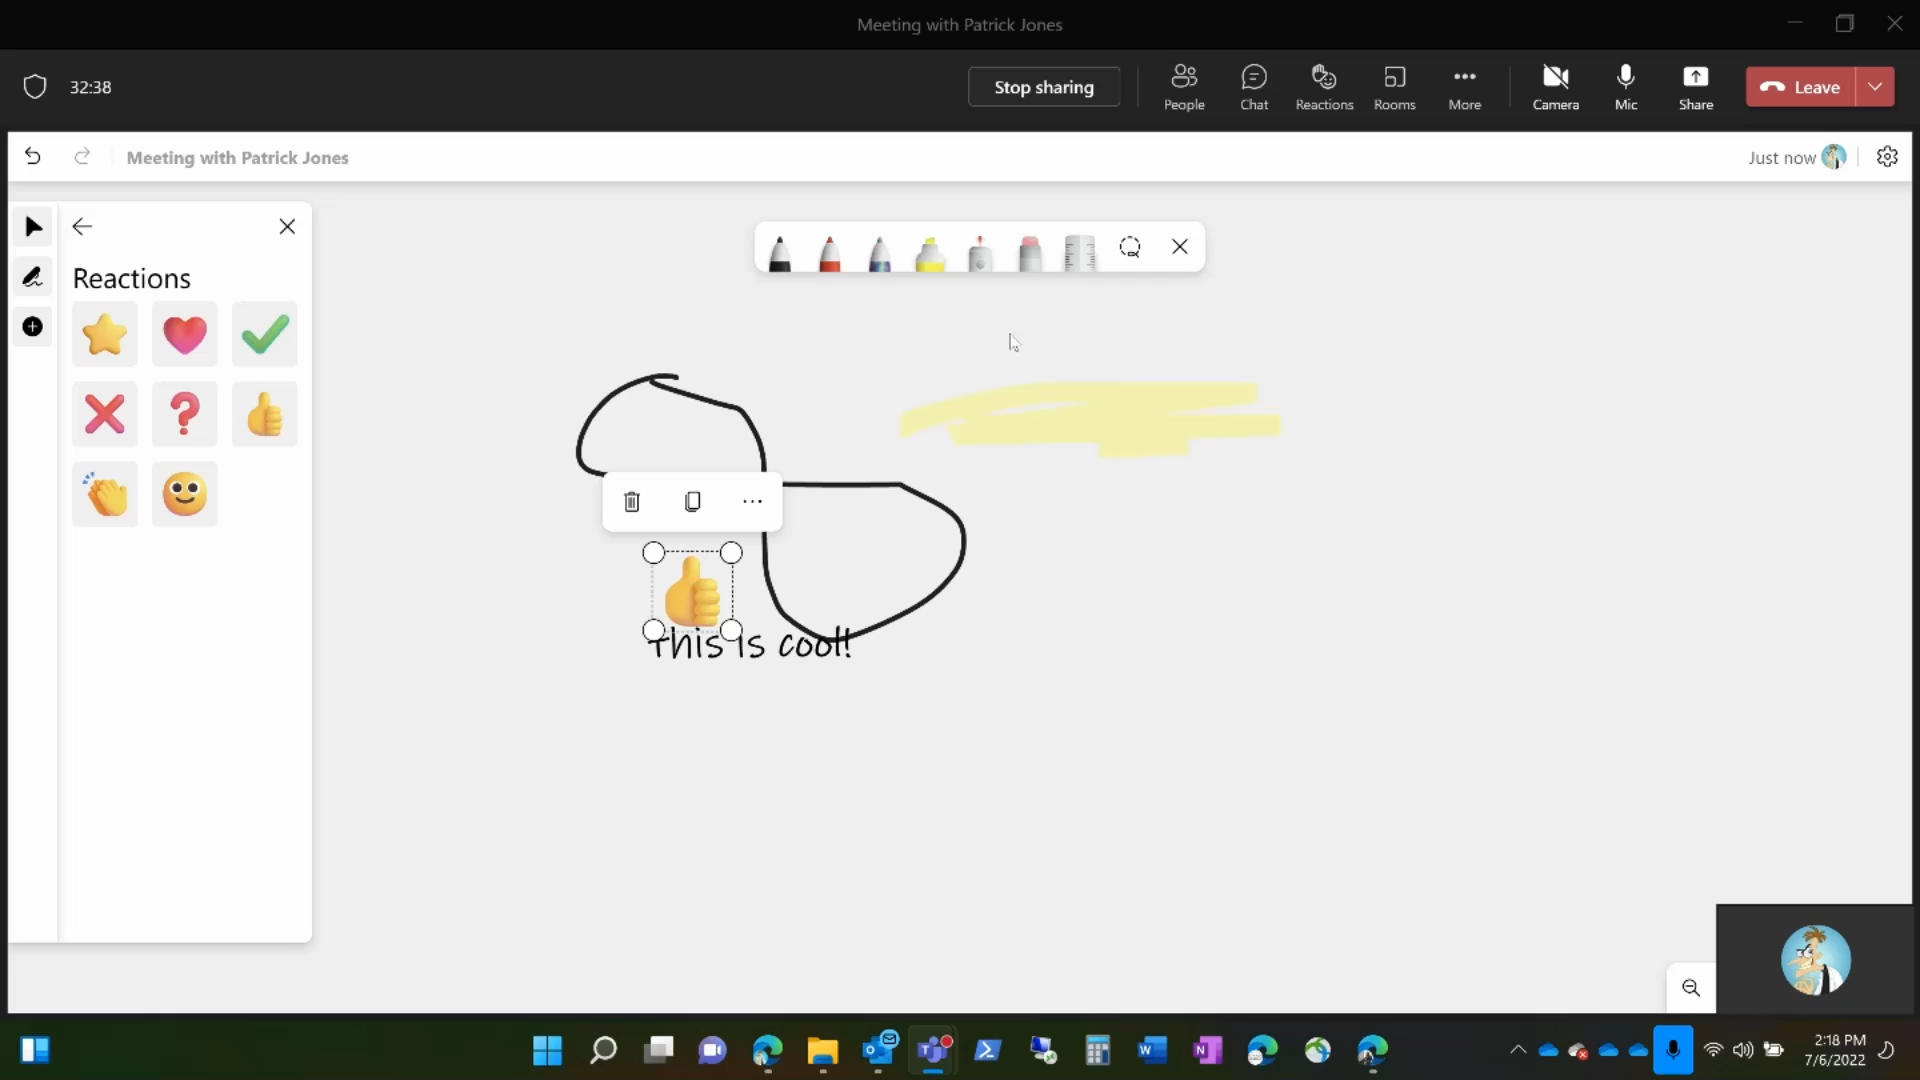 Meeting with Patrick Jones
32:38
Stop sharing
People
Chat
Reactions
Rooms
More
Camera
Mic
Share
Leave
Meeting with Patrick Jones
Just now
Reactions
This is cool!
2:18 PM
7/6/2022